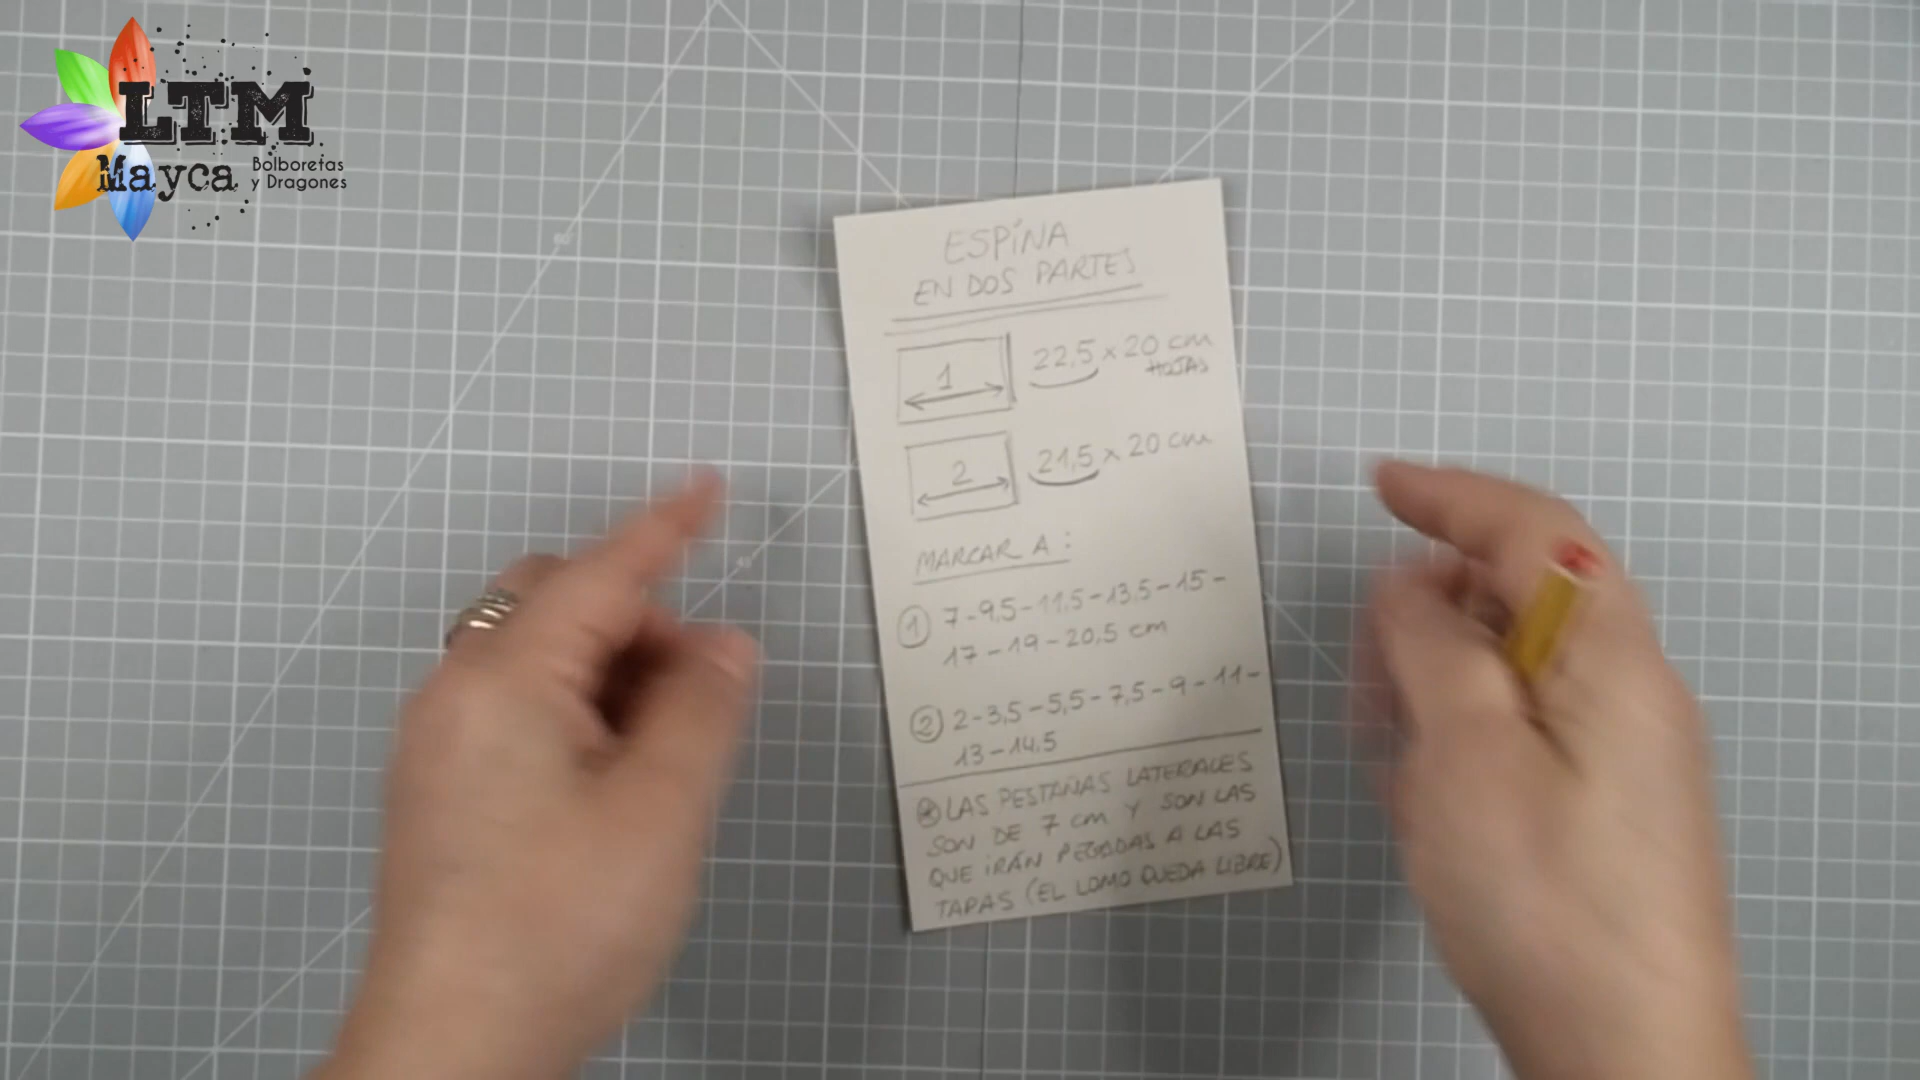 LTM
Mayca Bolboretas
y Dragones
ESPINA
EN DOS PARTES
1 22,5 x 20 cm
HOJAS
2 21,5 x 20 cm
MARCAR A:
1 7-9,5-11,5-13,5-15-
17-19-20,5 cm
2 2-3,5-5,5-7,5-9-11-
13-14,5
LAS PESTAÑAS LATERALES
SON DE 7 cm Y SON LAS
QUE IRÁN PEGADAS A LAS
TAPAS (EL LOMO QUEDA LIBRE)